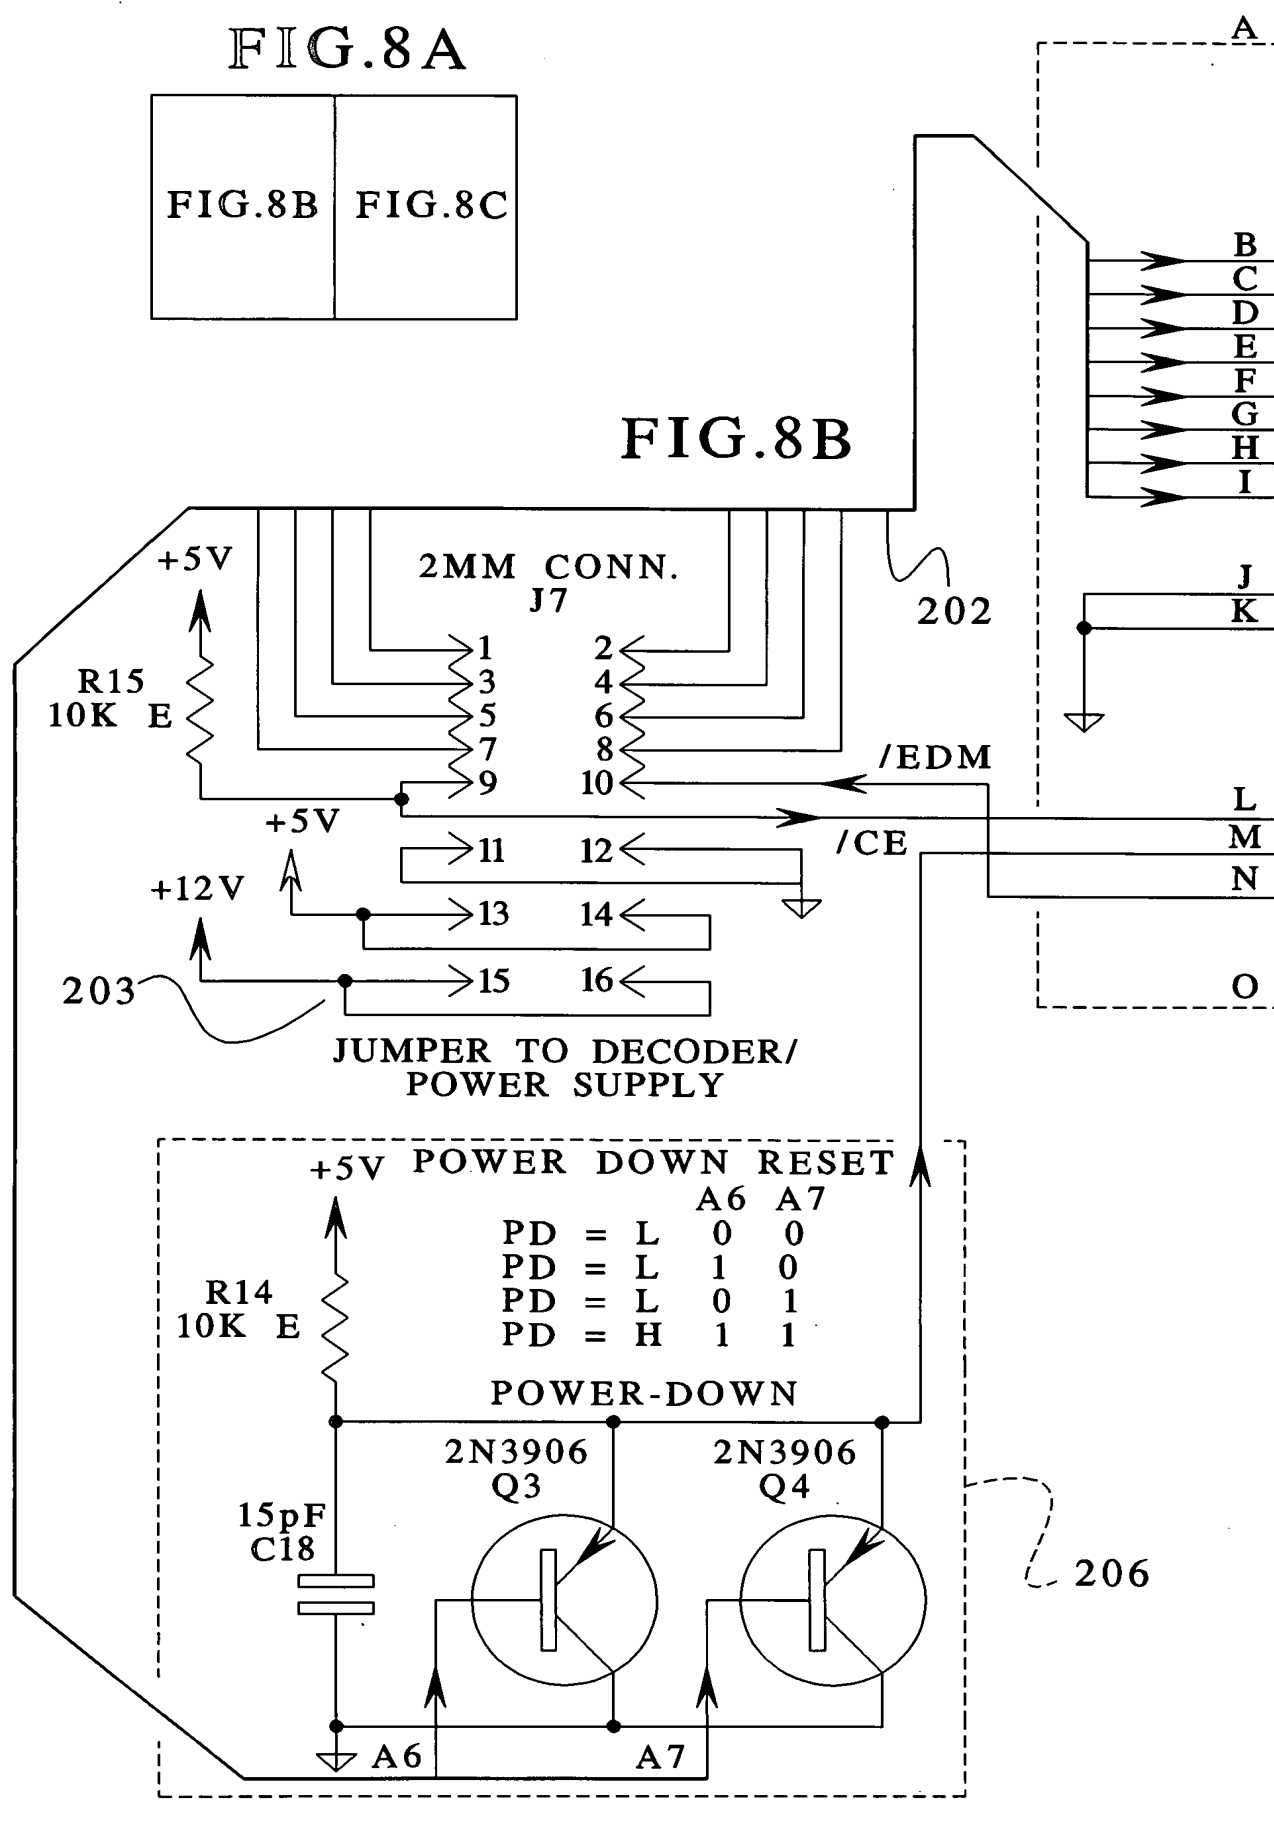 A
FIG.8A
FIG.8B FIG.8C
B
C
D
E
F
G
H
I
FIG.8B
+5V
2MM CONN.
J7
202
J
K
R15
10K E
1 2
3 4
5 6
7 8
9 10
/EDM
+5V
/CE
L
M
N
11 12
+12V
13 14
203
15 16
O
JUMPER TO DECODER/
POWER SUPPLY
+5V POWER DOWN RESET
A6 A7
PD = L 0 0
PD = L 1 0
PD = L 0 1
PD = H 1 1
R14
10K E
POWER-DOWN
2N3906
Q3
2N3906
Q4
15pF
C18
206
A6
A7